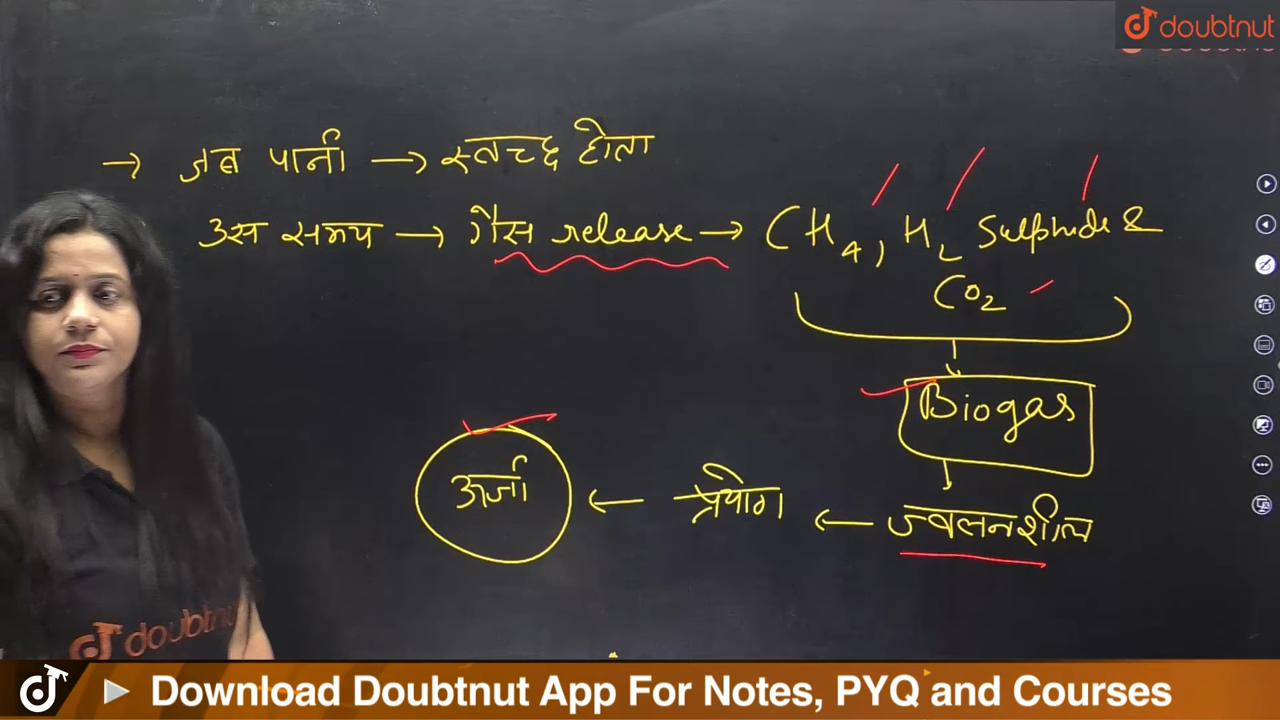 doubtnut
→ जब पानी → स्वच्छ होता
उस समय → गैस release → CH4, H2 Sulphide &
CO2
Biogas
ज्वलनशील
ऊर्जा ← प्रयोग ←
doubtnut
Download Doubtnut App For Notes, PYQ and Courses